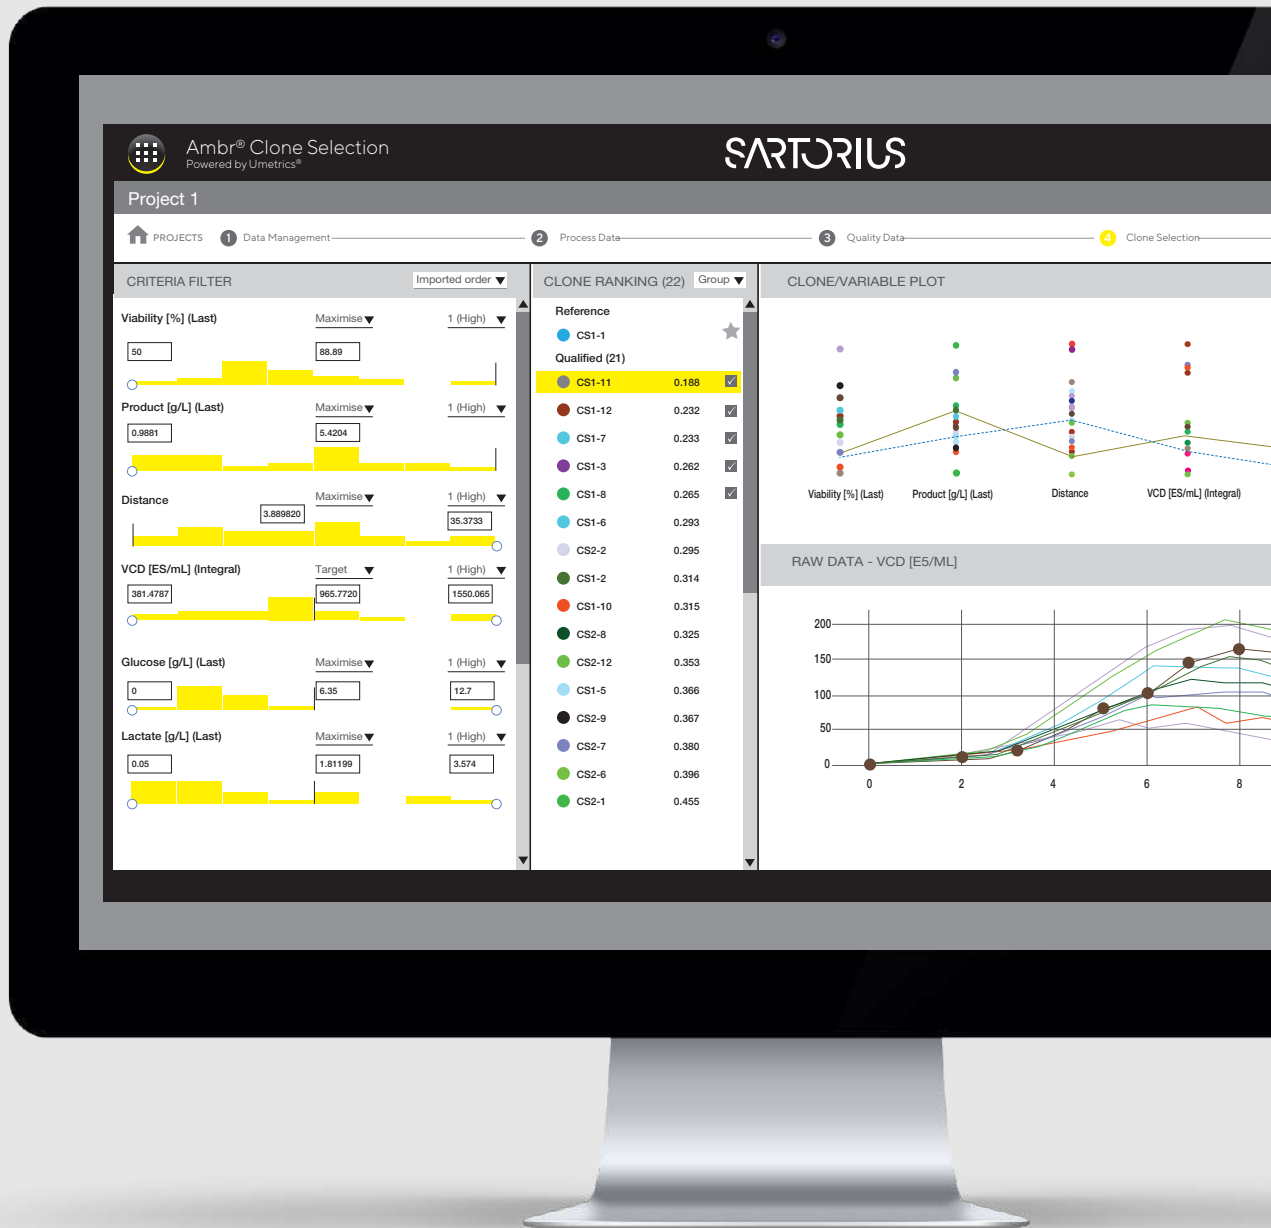 Ambr® Clone Selection
Powered by Umetrics®
SARTORIUS
Project 1
PROJECTS
1 Data Management
2 Process Data
3 Quality Data
4 Clone Selection
CRITERIA FILTER
Imported order
Viability [%] (Last)
Maximise
1 (High)
50
88.89
Product [g/L] (Last)
Maximise
1 (High)
0.9881
5.4204
Distance
Maximise
1 (High)
3.889820
35.3733
VCD [ES/mL] (Integral)
Target
1 (High)
381.4787
965.7720
1550.065
Glucose [g/L] (Last)
Maximise
1 (High)
0
6.35
12.7
Lactate [g/L] (Last)
Maximise
1 (High)
0.05
1.81199
3.574
CLONE RANKING (22)
Group
Reference
CS1-1
Qualified (21)
CS1-11 0.188
CS1-12 0.232
CS1-7 0.233
CS1-3 0.262
CS1-8 0.265
CS1-6 0.293
CS2-2 0.295
CS1-2 0.314
CS1-10 0.315
CS2-8 0.325
CS2-12 0.353
CS1-5 0.366
CS2-9 0.367
CS2-7 0.380
CS2-6 0.396
CS2-1 0.455
CLONE/VARIABLE PLOT
Viability [%] (Last)
Product [g/L] (Last)
Distance
VCD [ES/mL] (Integral)
RAW DATA - VCD [E5/ML]
200
150
100
50
0
0 2 4 6 8